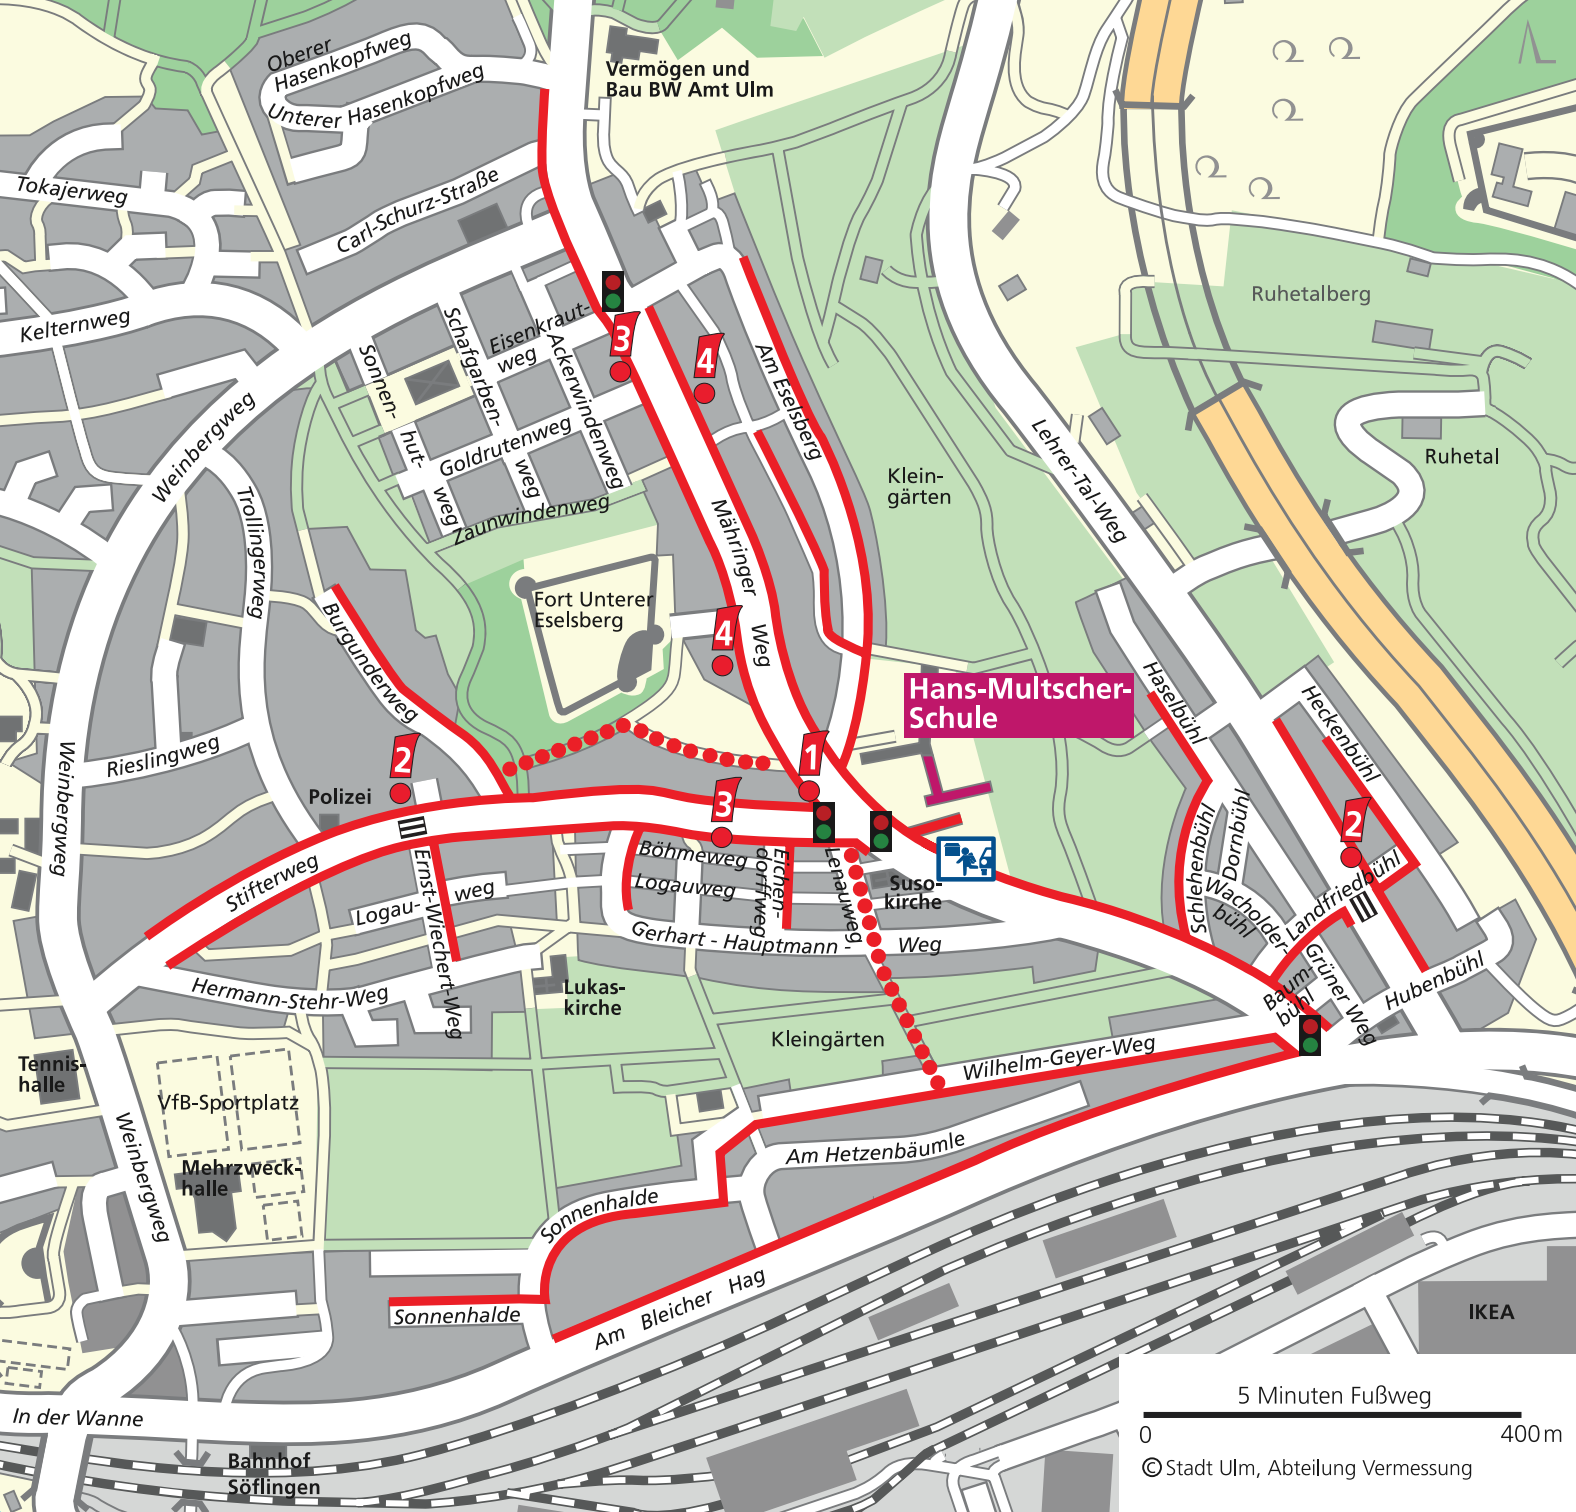 Oberer
Hasenkopfweg
Unterer Hasenkopfweg
Vermögen und
Bau BW Amt Ulm
Tokajerweg
Carl-Schurz-Straße
Kelternweg
Sonnen-
hut-
weg
Schafgarben-
weg
Eisenkraut-
weg
Ackerwindenweg
Goldrutenweg
Zaunwindenweg
3
4
Am Eselsberg
Ruhetalberg
Ruhetal
Weinbergweg
Trollingerweg
Klein-
gärten
Lehrer-Tal-Weg
Mähringer
Weg
Fort Unterer
Eselsberg
4
Burgunderweg
Hans-Multscher-
Schule
Haselbühl
Heckenbühl
Rieslingweg
Weinbergweg
2
Polizei
1
3
2
Stifterweg
Ernst-Wiechert-Weg
Böhmeweg
Logauweg
Eichen-
dorffweg
Lenauweg
Suso-
kirche
Schlehenbühl
Dornbühl
Wacholder-
bühl
Landfriedbühl
Logau-
weg
Gerhart - Hauptmann -
Weg
Grüner Weg
Baum-
bühl
Hubenbühl
Hermann-Stehr-Weg
Lukas-
kirche
Kleingärten
Wilhelm-Geyer-Weg
Tennis-
halle
VfB-Sportplatz
Weinbergweg
Mehrzweck-
halle
Am Hetzenbäumle
Sonnenhalde
Sonnenhalde
Am Bleicher Hag
IKEA
In der Wanne
Bahnhof
Söflingen
5 Minuten Fußweg
0
400 m
© Stadt Ulm, Abteilung Vermessung